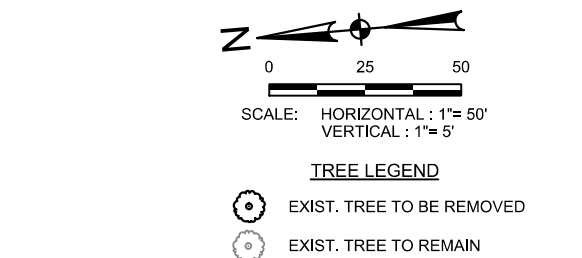 N
0 25 50
SCALE: HORIZONTAL : 1"= 50'
VERTICAL : 1"= 5'
TREE LEGEND
EXIST. TREE TO BE REMOVED
EXIST. TREE TO REMAIN